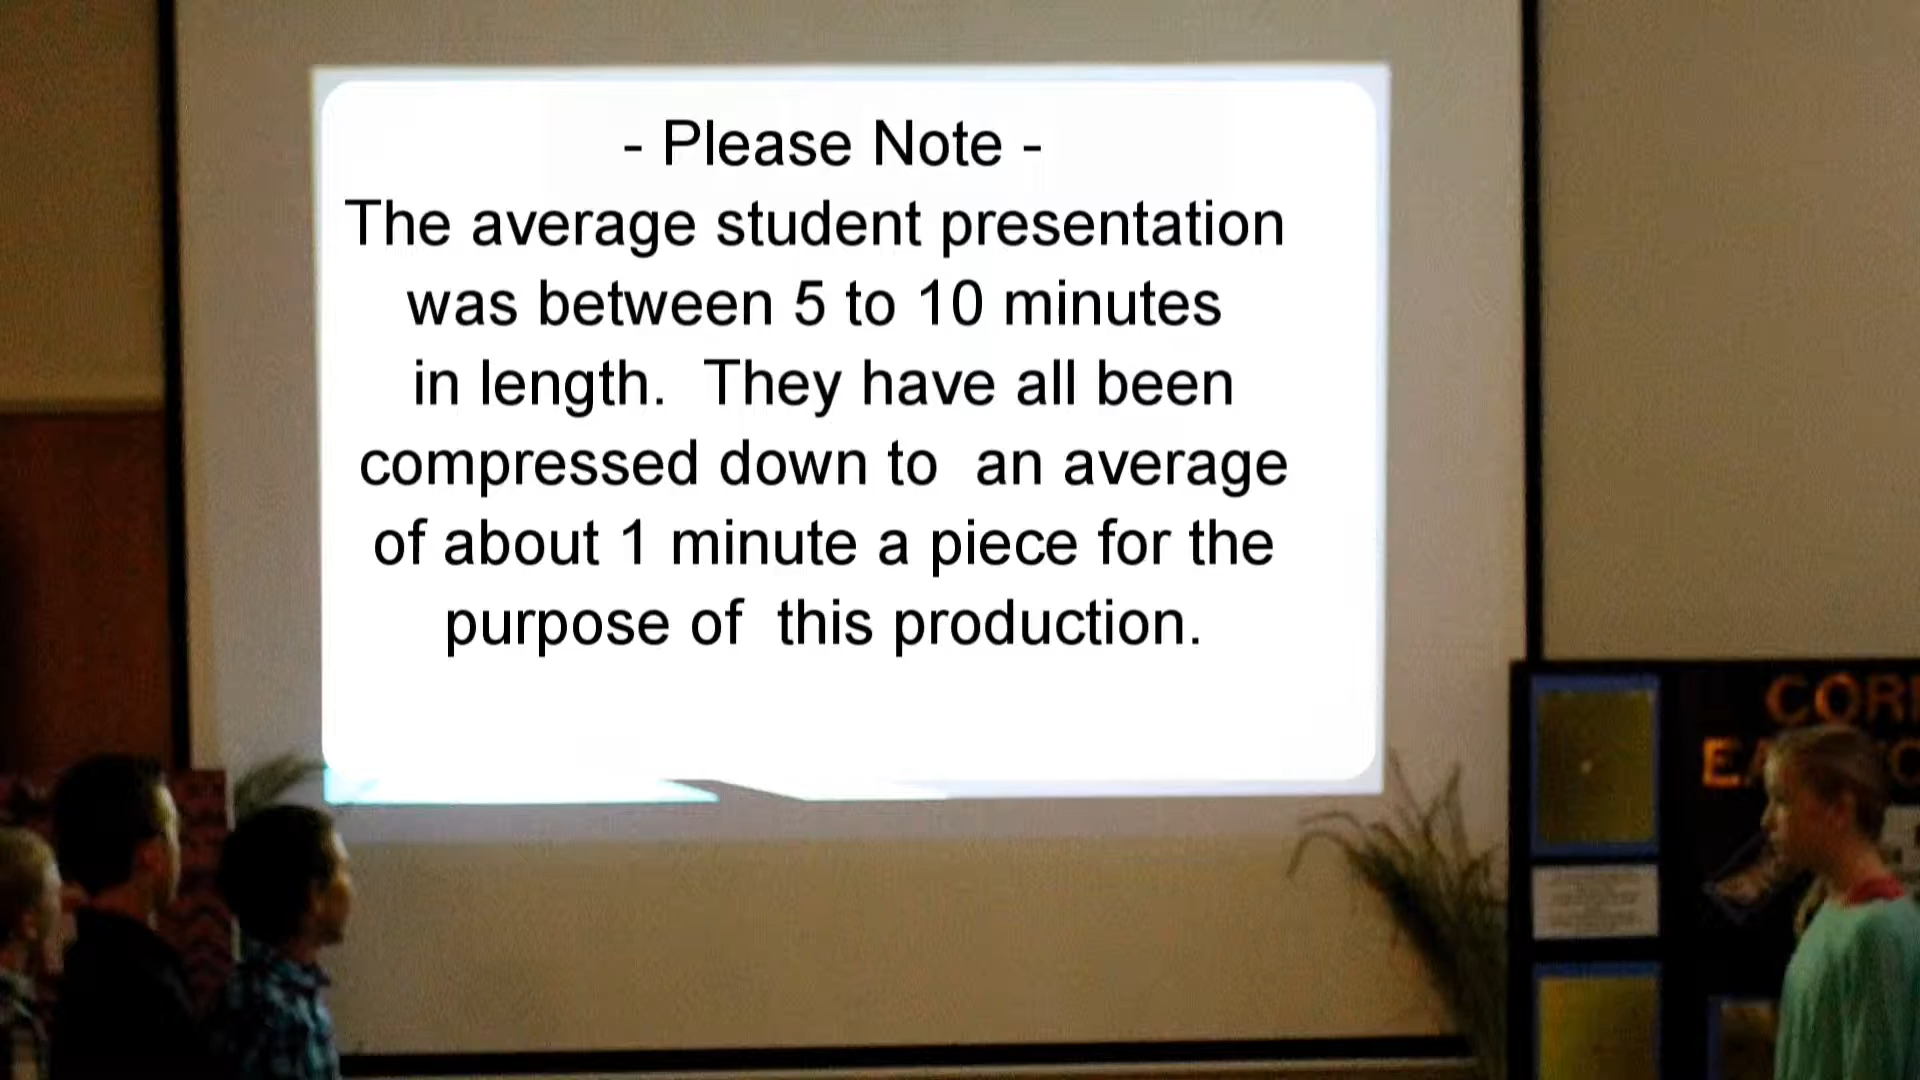 - Please Note -
The average student presentation
was between 5 to 10 minutes
in length.  They have all been
compressed down to  an average
of about 1 minute a piece for the
purpose of  this production.